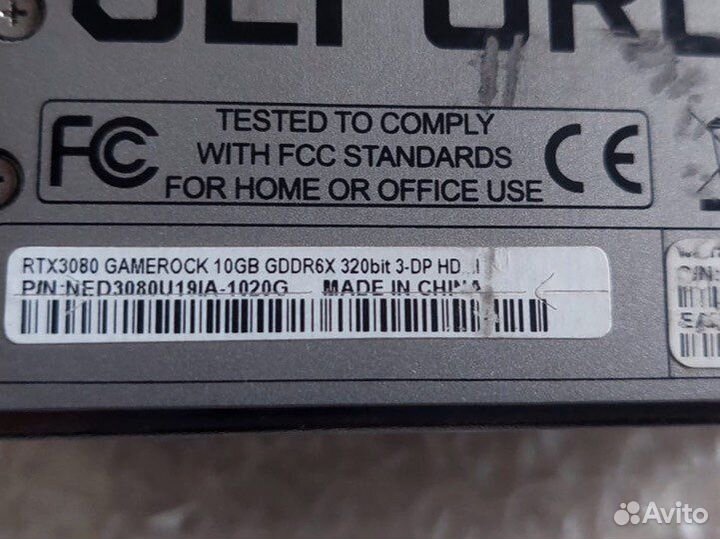 GEFORC
FC
TESTED TO COMPLY
WITH FCC STANDARDS
FOR HOME OR OFFICE USE
CE
RTX3080 GAMEROCK 10GB GDDR6X 320bit 3-DP HD
P/N:NED3080U19IA-1020G MADE IN CHINA
Avito